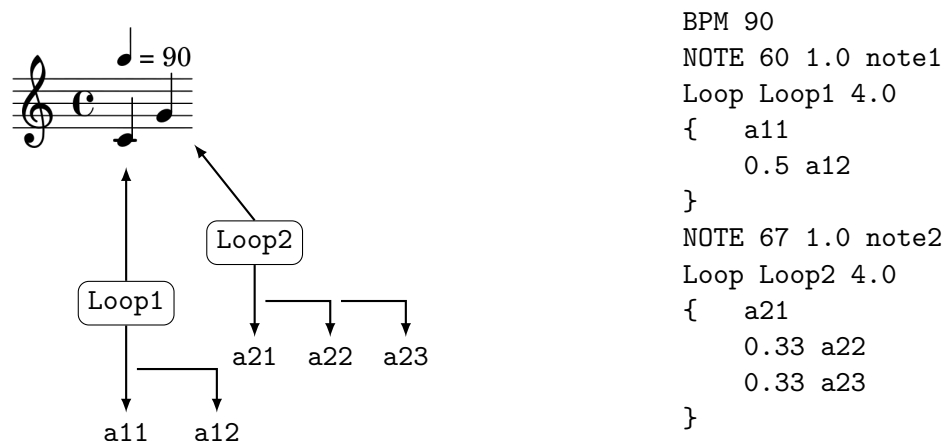 = 90
Loop2
Loop1
a21 a22 a23
a11 a12
BPM 90
NOTE 60 1.0 note1
Loop Loop1 4.0
{ a11
0.5 a12
}
NOTE 67 1.0 note2
Loop Loop2 4.0
{ a21
0.33 a22
0.33 a23
}